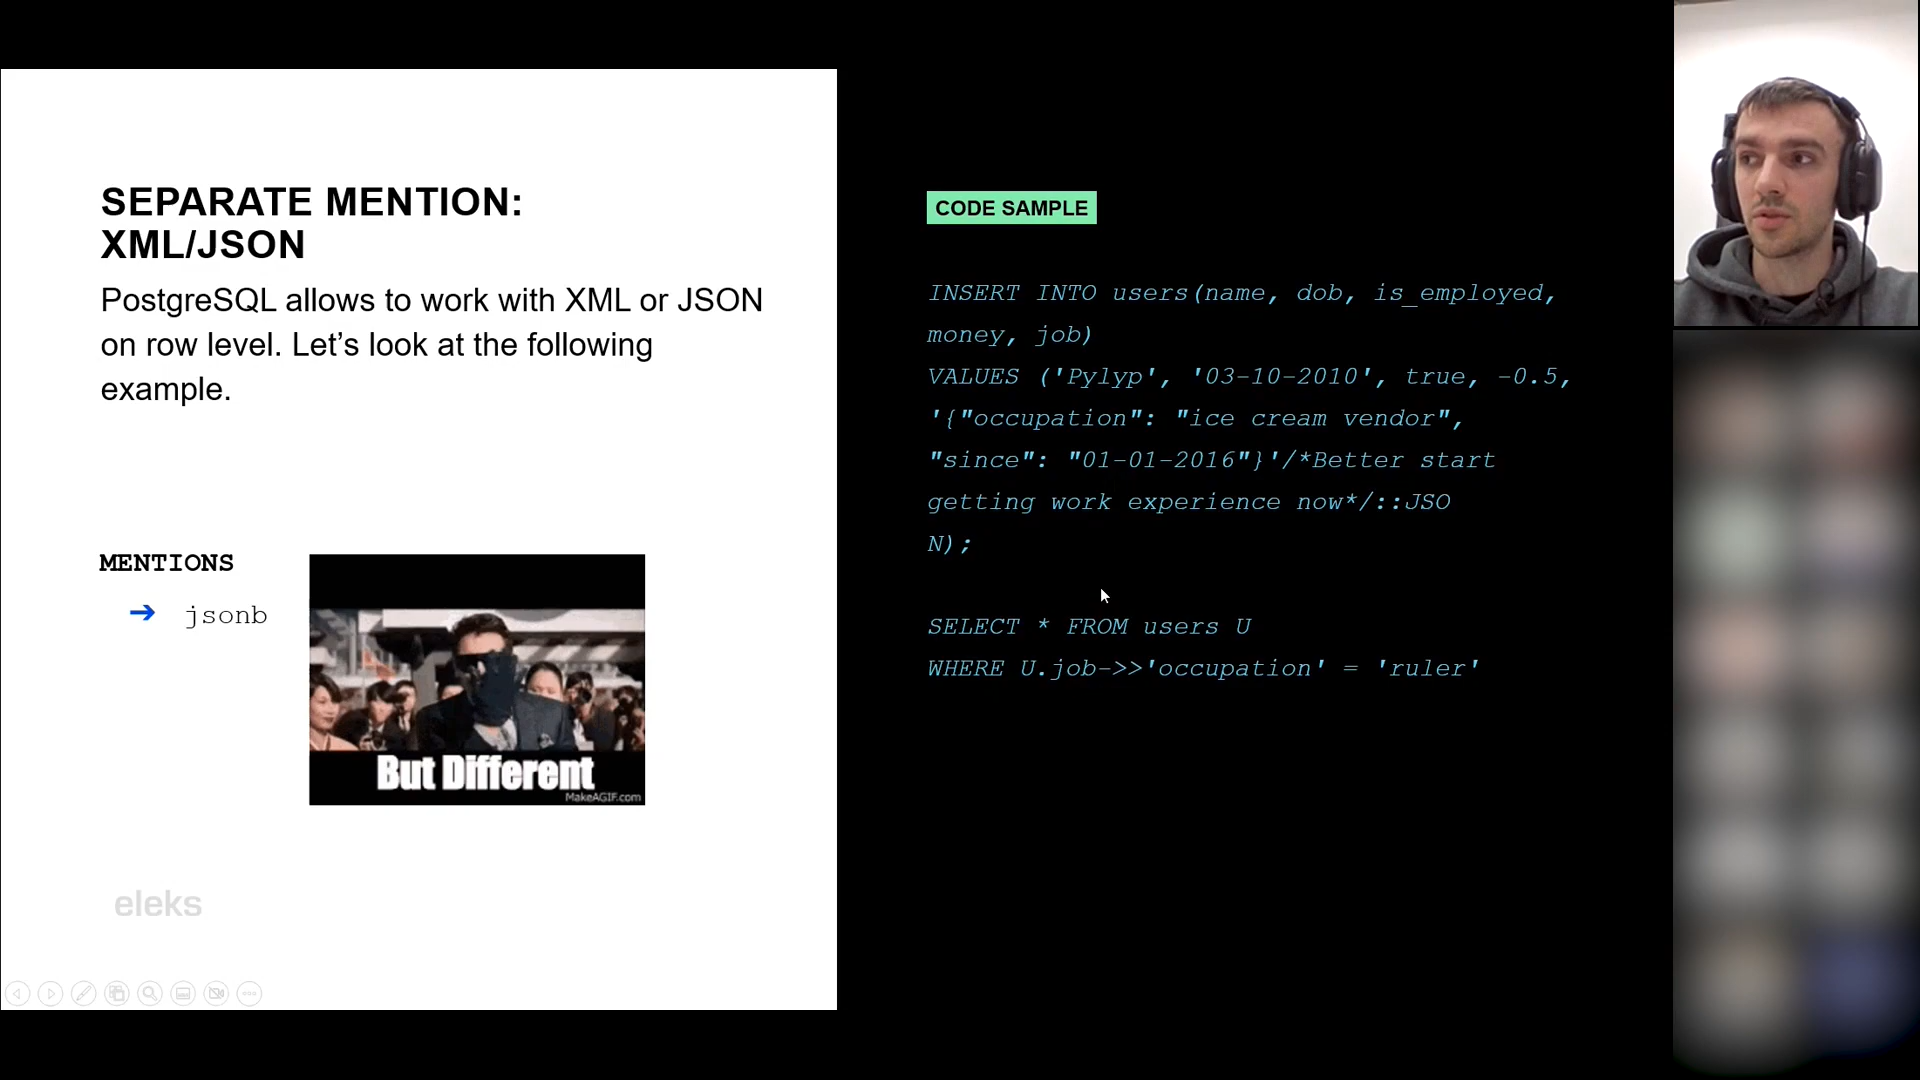 SEPARATE MENTION:
XML/JSON
PostgreSQL allows to work with XML or JSON
on row level. Let’s look at the following
example.
MENTIONS
➔ jsonb
But Different
MakeAGIF.com
eleks
CODE SAMPLE
INSERT INTO users(name, dob, is_employed,
money, job)
VALUES ('Pylyp', '03-10-2010', true, -0.5,
'{"occupation": "ice cream vendor",
"since": "01-01-2016"}'/*Better start
getting work experience now*/::JSO
N);
SELECT * FROM users U
WHERE U.job->>'occupation' = 'ruler'